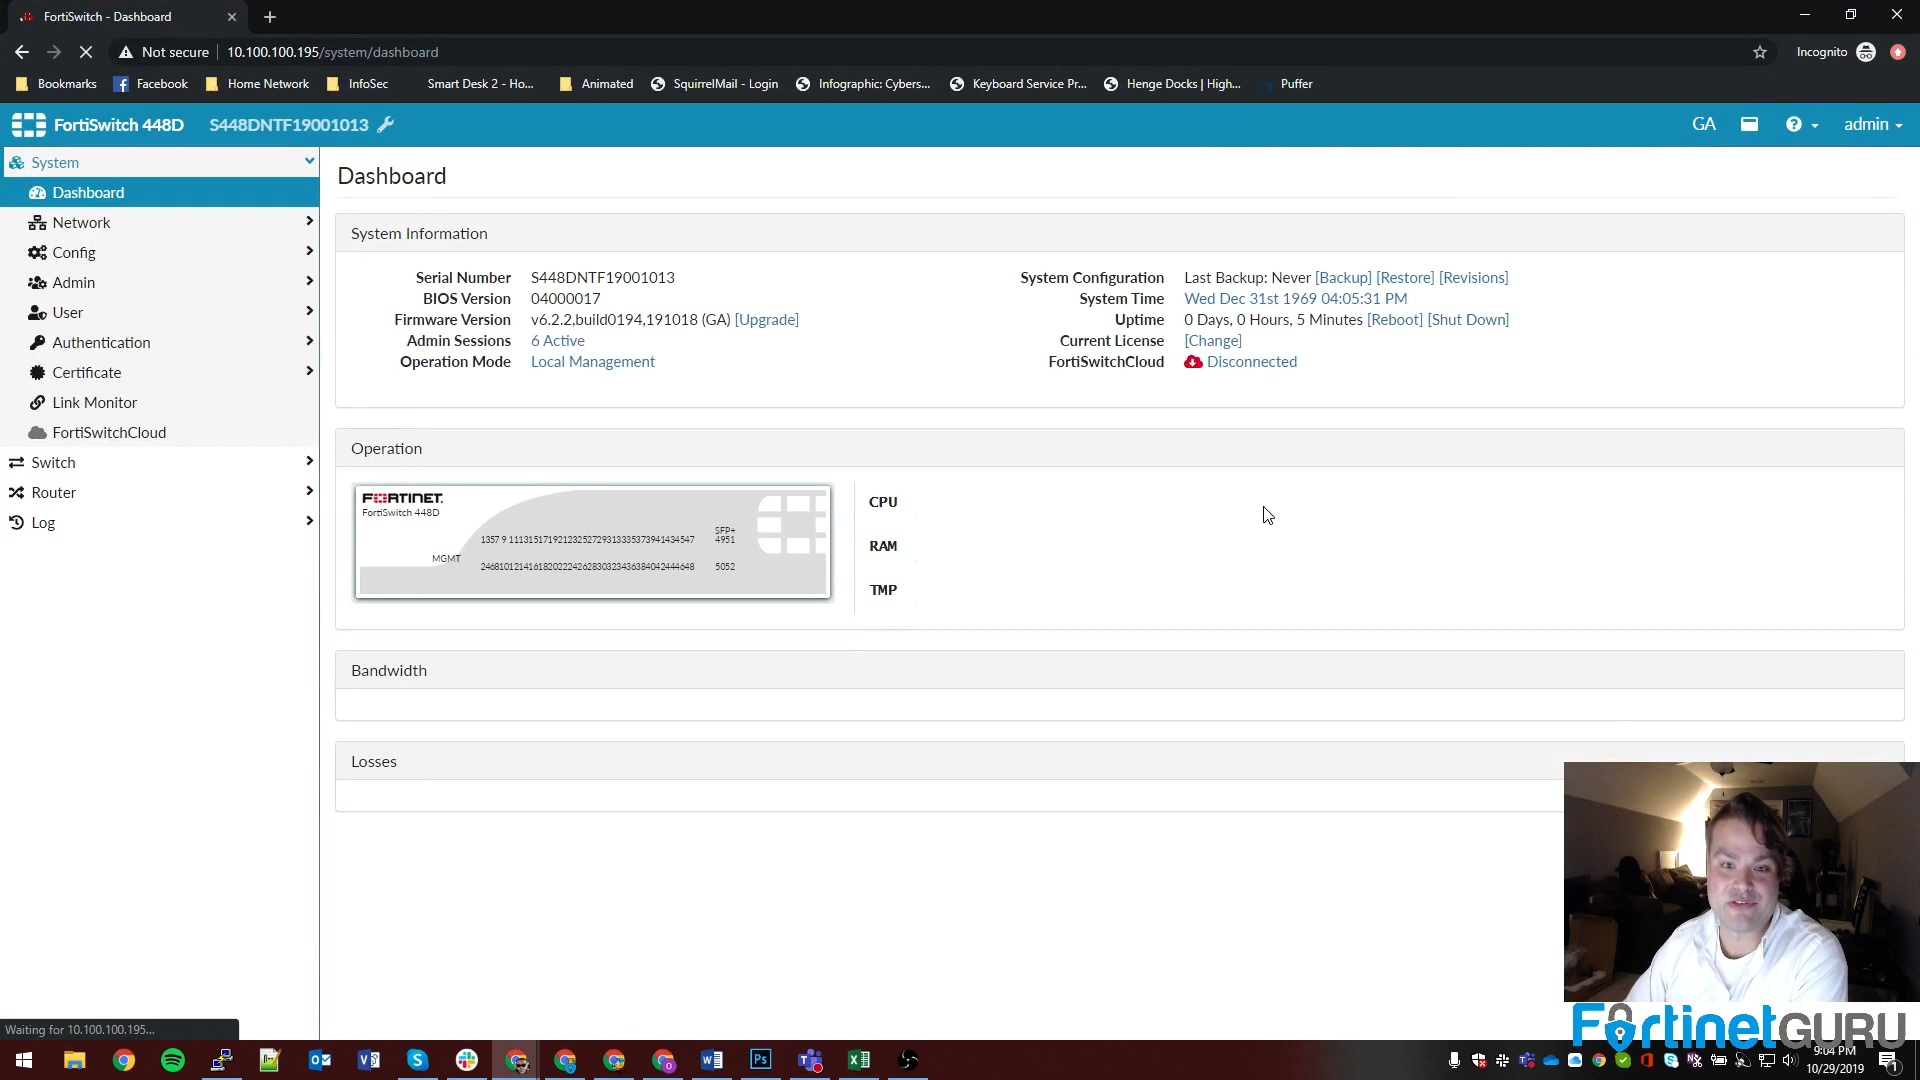 FortiSwitch - Dashboard
Not secure 10.100.100.195/system/dashboard Incognito
Bookmarks Facebook Home Network InfoSec Smart Desk 2 - Ho... Animated SquirrelMail - Login Infographic: Cybers... Keyboard Service Pr... Henge Docks | High... Puffer
FortiSwitch 448D S448DNTF19001013 GA admin
System
Dashboard
Network
Config
Admin
User
Authentication
Certificate
Link Monitor
FortiSwitchCloud
Switch
Router
Log
Dashboard
System Information
Serial Number S448DNTF19001013
BIOS Version 04000017
Firmware Version v6.2.2,build0194,191018 (GA) [Upgrade]
Admin Sessions 6 Active
Operation Mode Local Management
System Configuration Last Backup: Never [Backup] [Restore] [Revisions]
System Time Wed Dec 31st 1969 04:05:31 PM
Uptime 0 Days, 0 Hours, 5 Minutes [Reboot] [Shut Down]
Current License [Change]
FortiSwitchCloud Disconnected
Operation
FORTINET
FortiSwitch 448D
SFP+
1357 9 1113151719212325272931333537394143454​7 4951
MGMT
24681012141618202224262830323436384042444648 5052
CPU
RAM
TMP
Bandwidth
Losses
Waiting for 10.100.100.195...
FortinetGURU
9:04 PM
10/29/2019